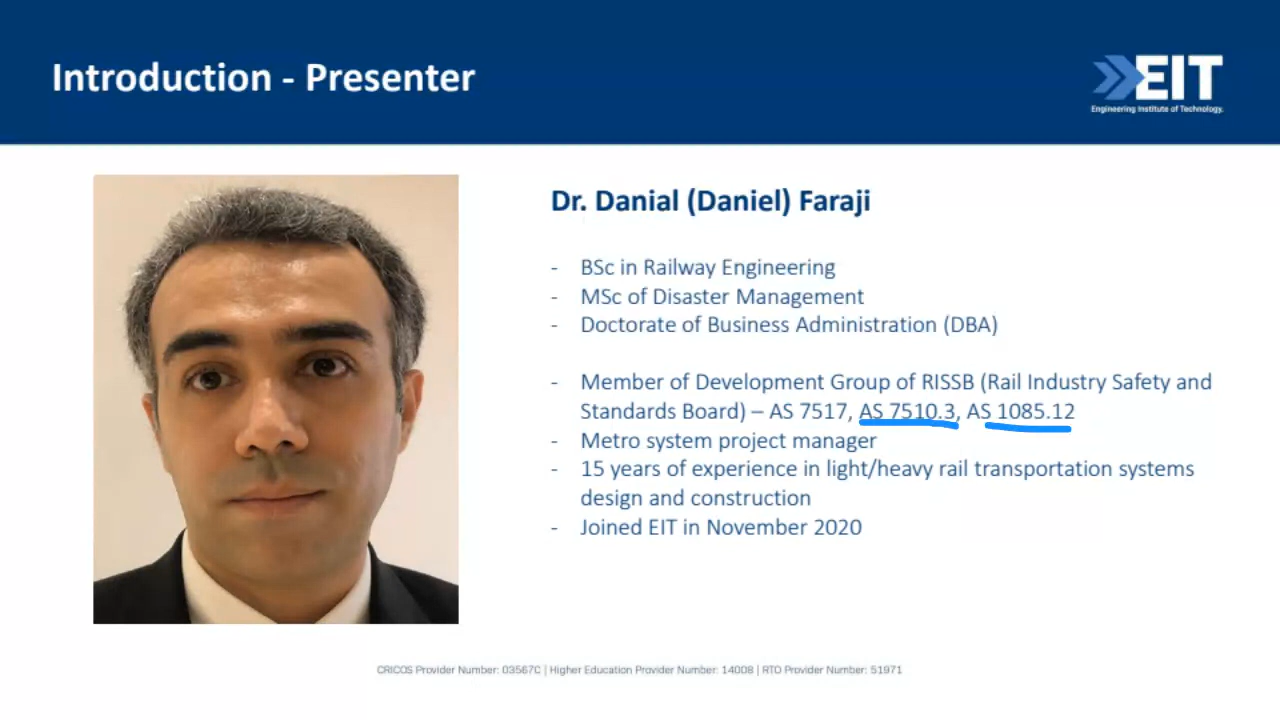 Introduction - Presenter
EIT
Engineering Institute of Technology.
Dr. Danial (Daniel) Faraji
- BSc in Railway Engineering
- MSc of Disaster Management
- Doctorate of Business Administration (DBA)
- Member of Development Group of RISSB (Rail Industry Safety and
Standards Board) – AS 7517, AS 7510.3, AS 1085.12
- Metro system project manager
- 15 years of experience in light/heavy rail transportation systems
design and construction
- Joined EIT in November 2020
CRICOS Provider Number: 03567C | Higher Education Provider Number: 14008 | RTO Provider Number: 51971